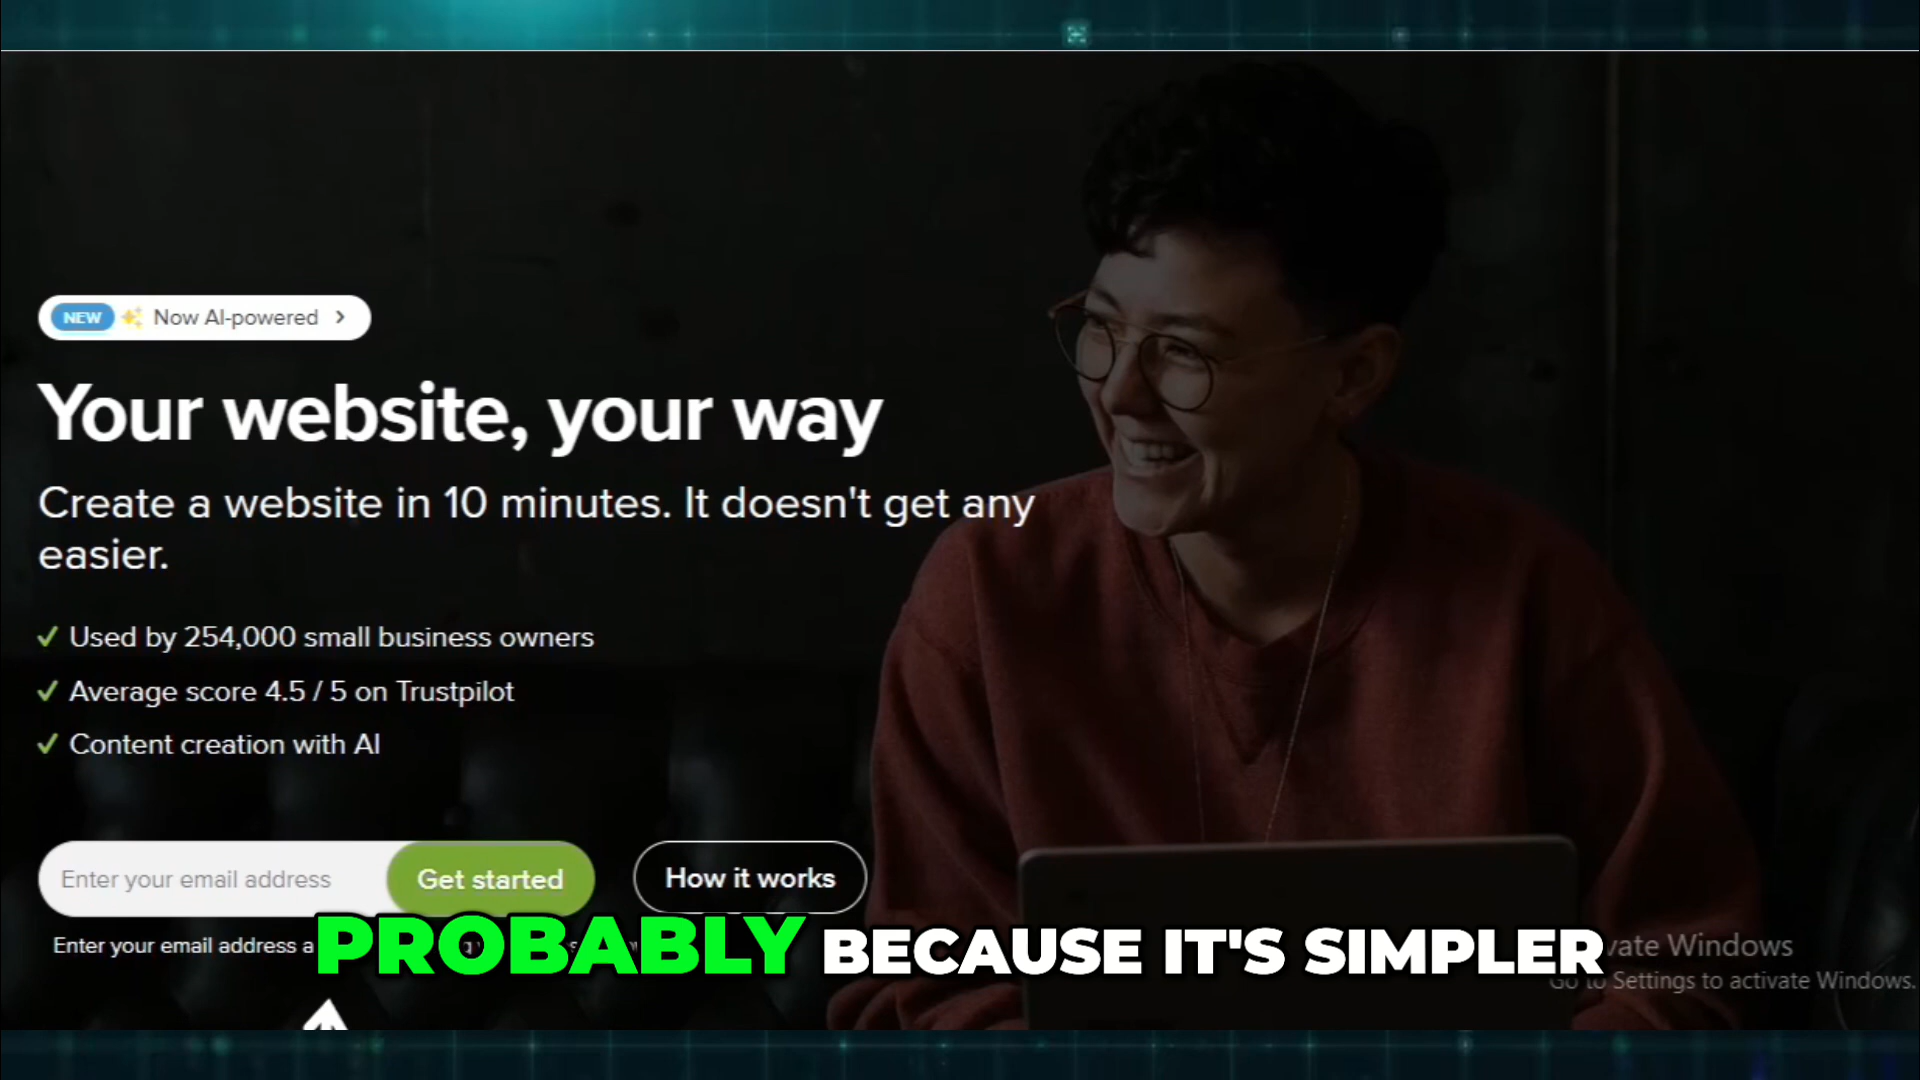 NEW Now AI-powered
Your website, your way
Create a website in 10 minutes. It doesn't get any
easier.
Used by 254,000 small business owners
Average score 4.5 / 5 on Trustpilot
Content creation with AI
Enter your email address Get started How it works
Enter your email address a
PROBABLY BECAUSE IT'S SIMPLER
vate Windows
Go to Settings to activate Windows.